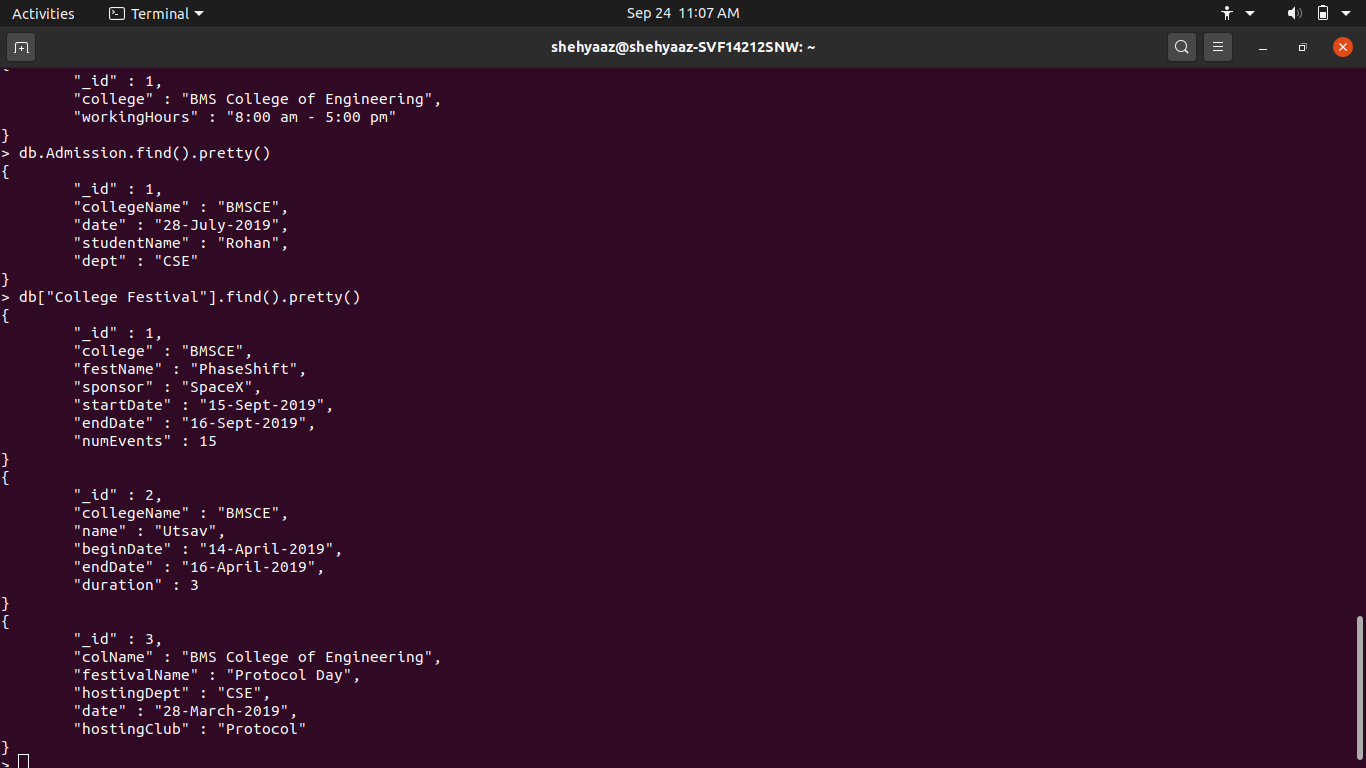 Activities Terminal Sep 24 11:07 AM
shehyaaz@shehyaaz-SVF14212SNW: ~
{
"_id" : 1,
"college" : "BMS College of Engineering",
"workingHours" : "8:00 am - 5:00 pm"
}
> db.Admission.find().pretty()
{
"_id" : 1,
"collegeName" : "BMSCE",
"date" : "28-July-2019",
"studentName" : "Rohan",
"dept" : "CSE"
}
> db["College Festival"].find().pretty()
{
"_id" : 1,
"college" : "BMSCE",
"festName" : "PhaseShift",
"sponsor" : "SpaceX",
"startDate" : "15-Sept-2019",
"endDate" : "16-Sept-2019",
"numEvents" : 15
}
{
"_id" : 2,
"collegeName" : "BMSCE",
"name" : "Utsav",
"beginDate" : "14-April-2019",
"endDate" : "16-April-2019",
"duration" : 3
}
{
"_id" : 3,
"colName" : "BMS College of Engineering",
"festivalName" : "Protocol Day",
"hostingDept" : "CSE",
"date" : "28-March-2019",
"hostingClub" : "Protocol"
}
>